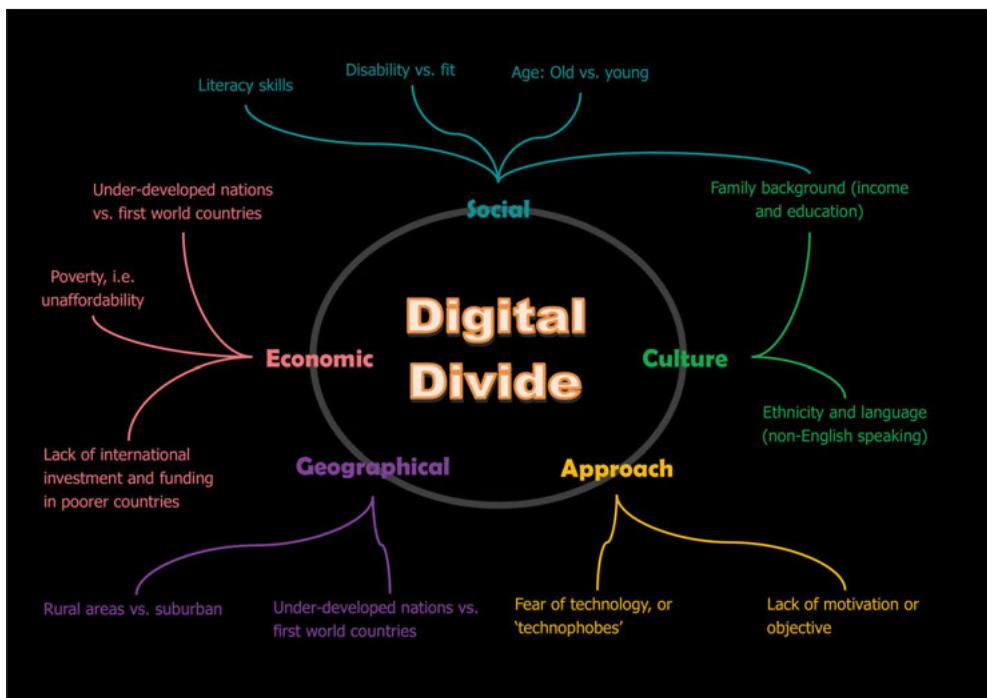 Literacy skills
Disability vs. fit
Age: Old vs. young
Under-developed nations
vs. first world countries
Family background (income
and education)
Social
Poverty, i.e.
unaffordability
Digital
Divide
Economic
Culture
Ethnicity and language
(non-English speaking)
Lack of international
investment and funding
in poorer countries
Geographical
Approach
Rural areas vs. suburban
Under-developed nations vs.
first world countries
Fear of technology, or
‘technophobes’
Lack of motivation or
objective